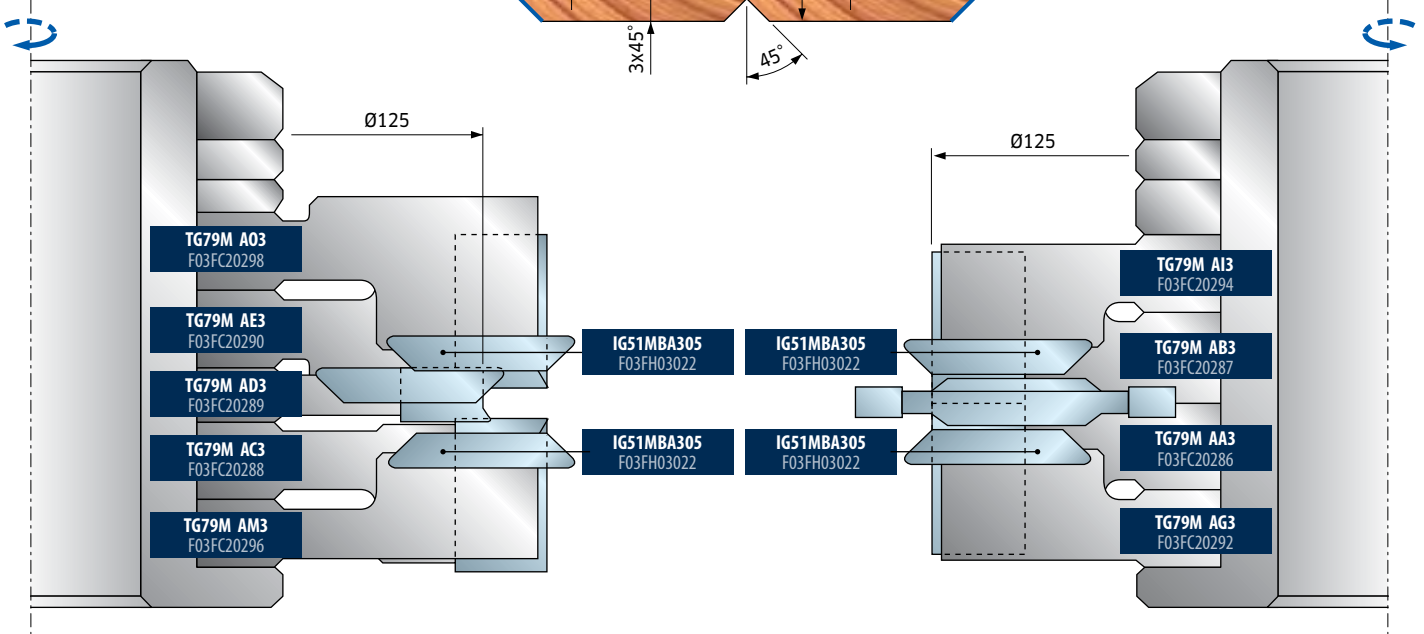 3x45°
45°
Ø125
Ø125
TG79M AO3
F03FC20298
TG79M AE3
F03FC20290
TG79M AD3
F03FC20289
TG79M AC3
F03FC20288
TG79M AM3
F03FC20296
IG51MBA305
F03FH03022
IG51MBA305
F03FH03022
IG51MBA305
F03FH03022
IG51MBA305
F03FH03022
TG79M AI3
F03FC20294
TG79M AB3
F03FC20287
TG79M AA3
F03FC20286
TG79M AG3
F03FC20292